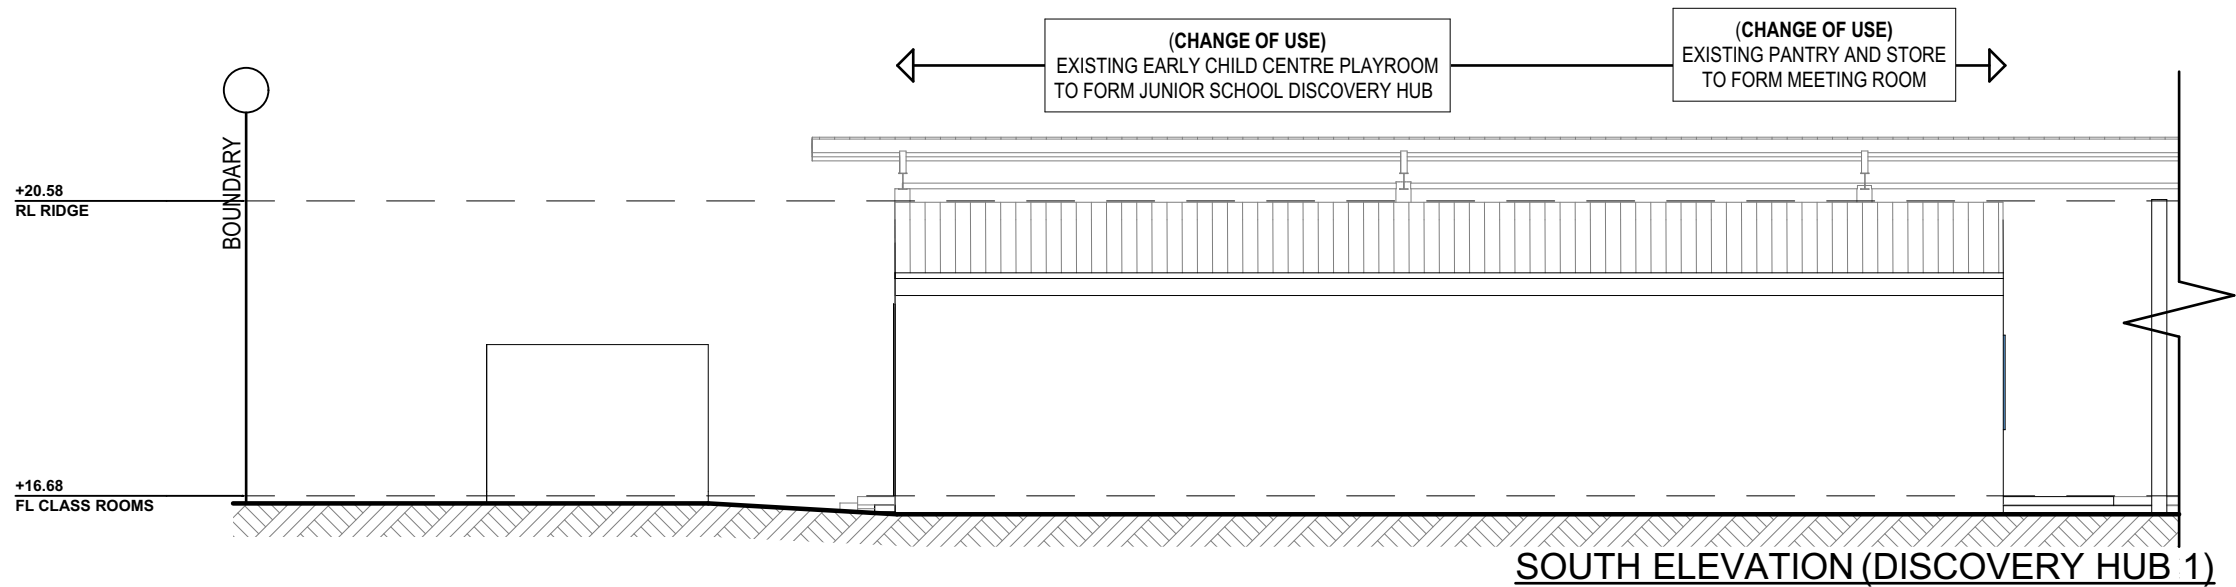 (CHANGE OF USE)
EXISTING EARLY CHILD CENTRE PLAYROOM
TO FORM JUNIOR SCHOOL DISCOVERY HUB
(CHANGE OF USE)
EXISTING PANTRY AND STORE
TO FORM MEETING ROOM
BOUNDARY
+20.58
RL RIDGE
+16.68
FL CLASS ROOMS
SOUTH ELEVATION (DISCOVERY HUB 1)